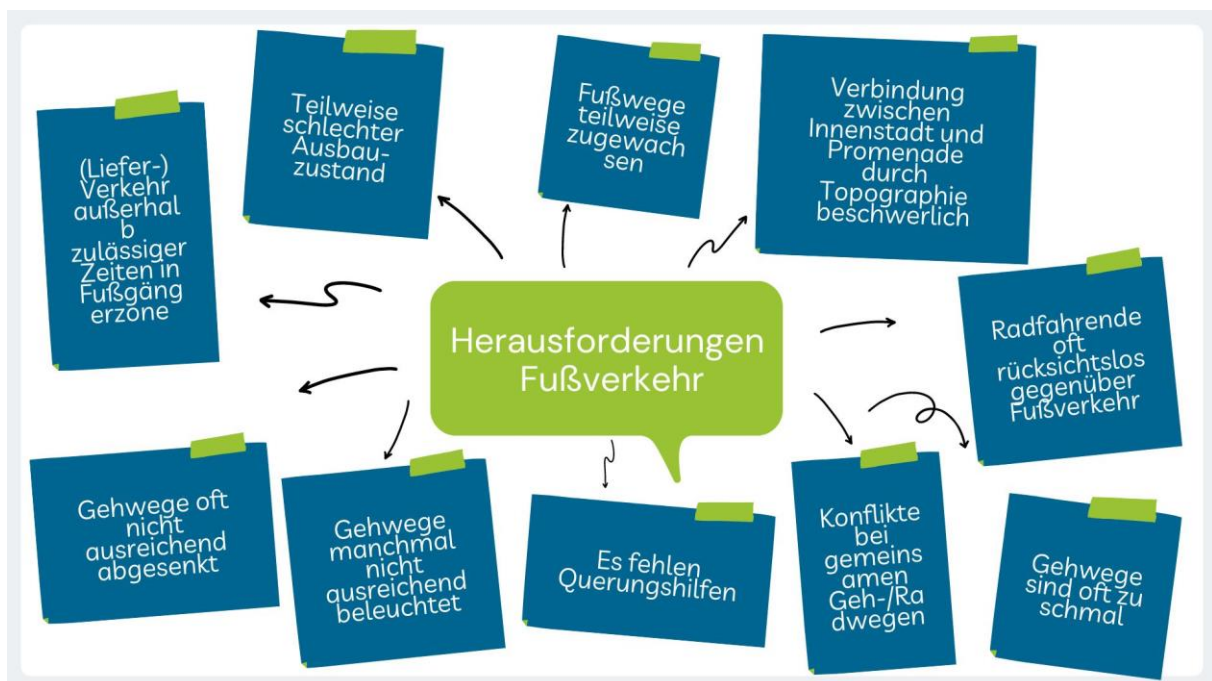 Teilweise
schlechter
Ausbau-
zustand
Fußwege
teilweise
zugewach
sen
Verbindung
zwischen
Innenstadt und
Promenade
durch
Topographie
beschwerlich
(Liefer-)
Verkehr
außerhal
b
zulässiger
Zeiten in
Fußgäng
erzone
Herausforderungen
Fußverkehr
Radfahrende
oft
rücksichtslos
gegenüber
Fußverkehr
Gehwege oft
nicht
ausreichend
abgesenkt
Gehwege
manchmal
nicht
ausreichend
beleuchtet
Es fehlen
Querungshilfen
Konflikte
bei
gemeins
amen
Geh-/Ra
dwegen
Gehwege
sind oft zu
schmal